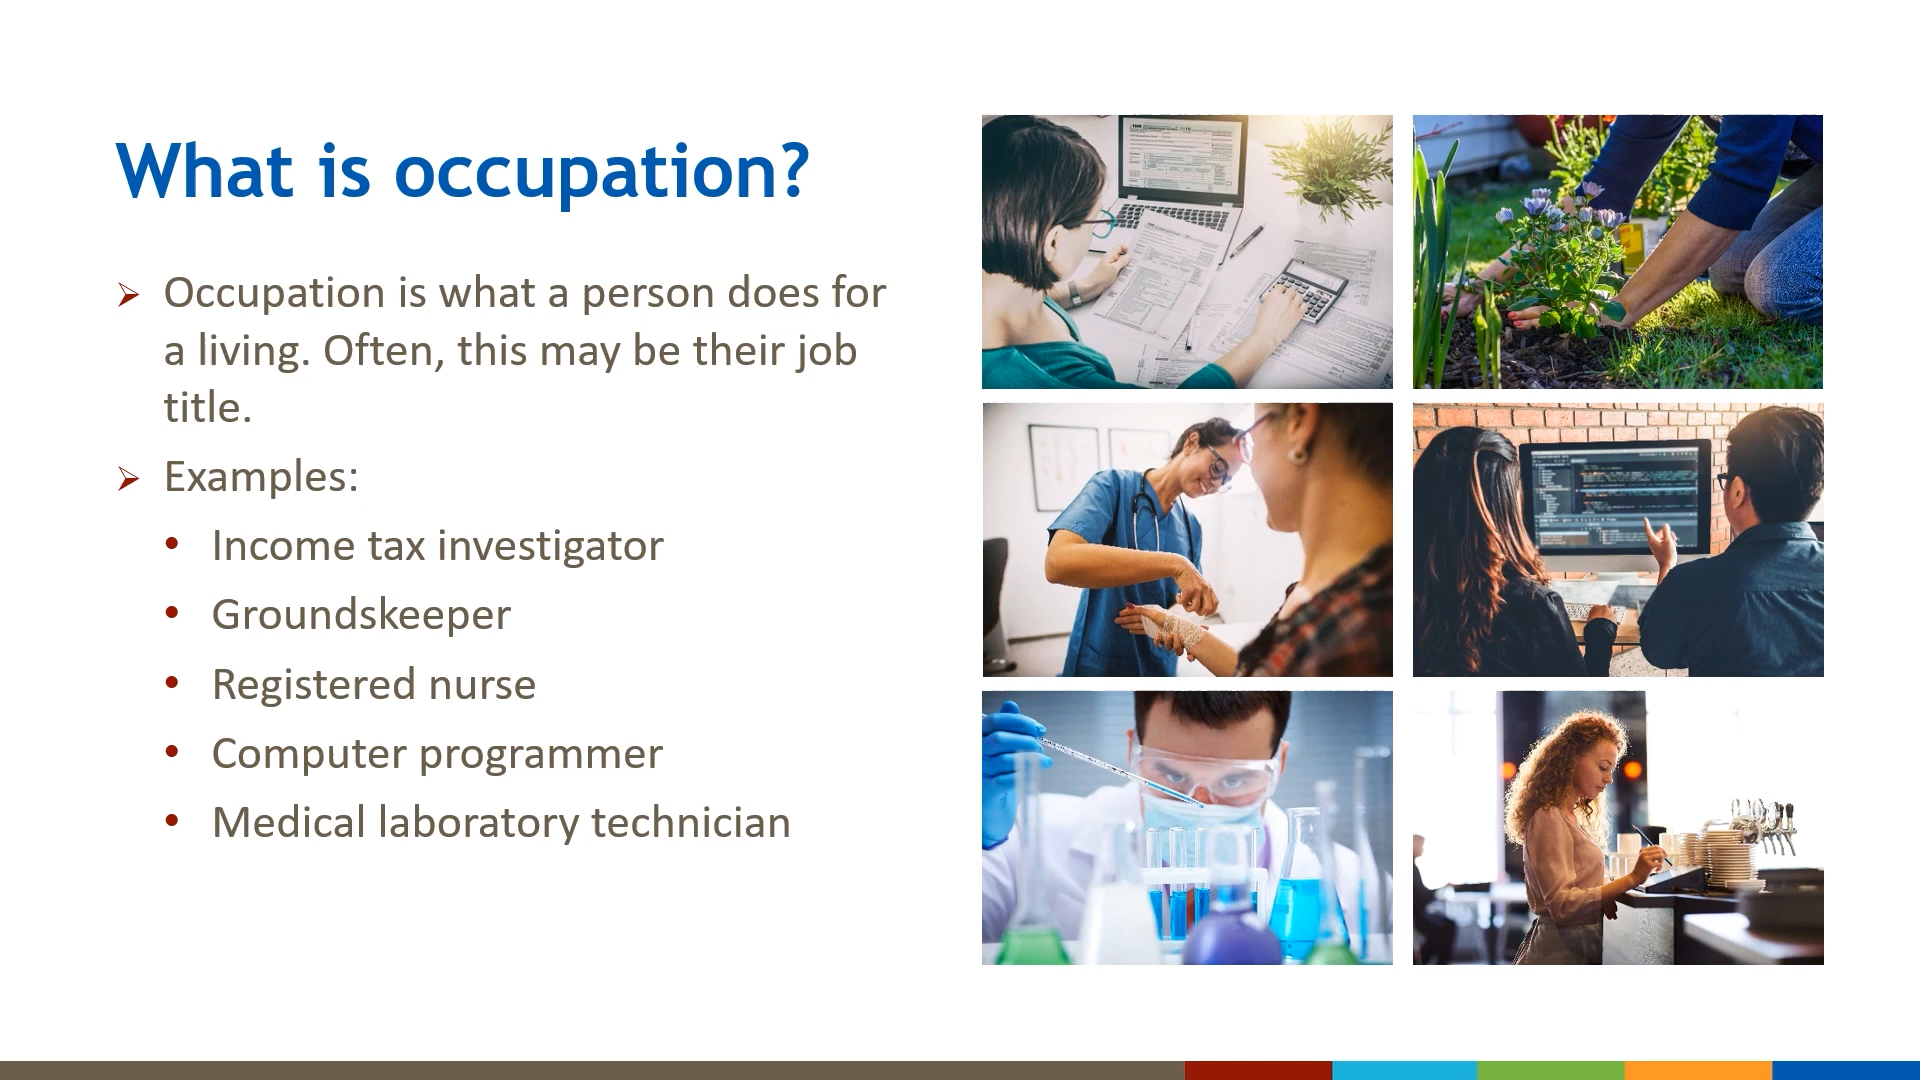 What is occupation?
➢ Occupation is what a person does for
a living. Often, this may be their job
title.
➢ Examples:
• Income tax investigator
• Groundskeeper
• Registered nurse
• Computer programmer
• Medical laboratory technician